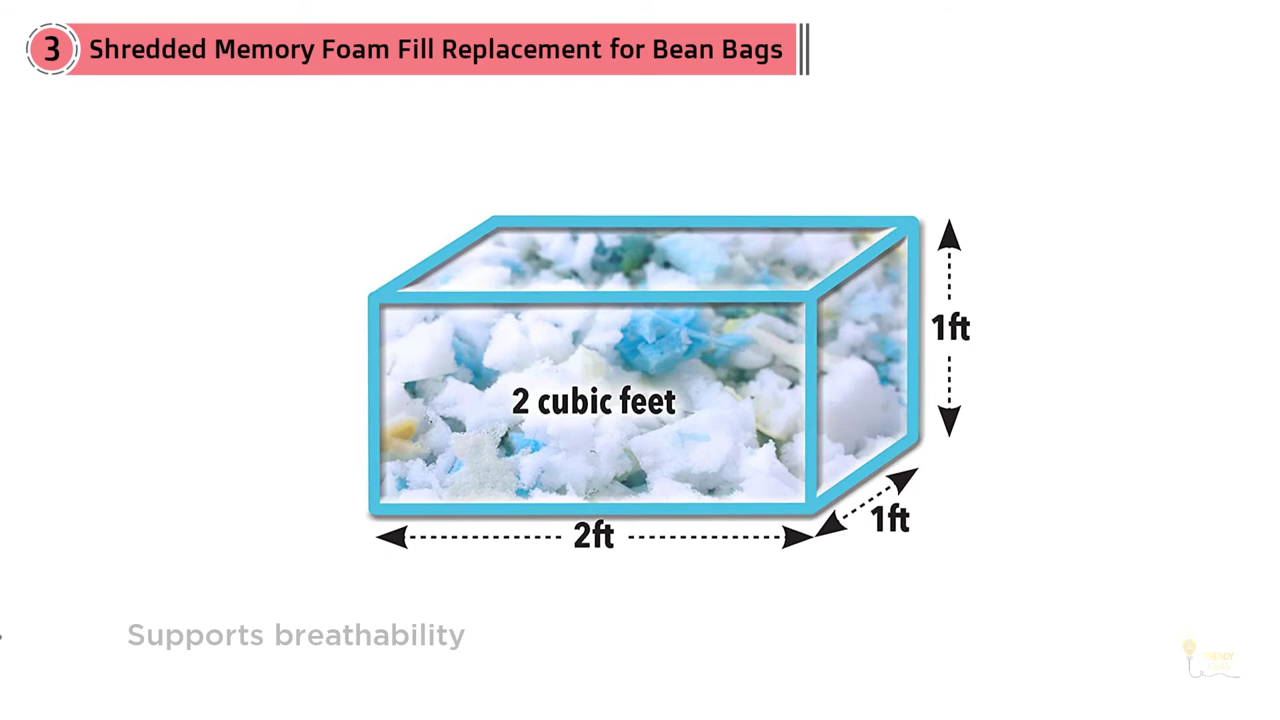 3
Shredded Memory Foam Fill Replacement for Bean Bags
1ft
2 cubic feet
1ft
2ft
Supports breathability